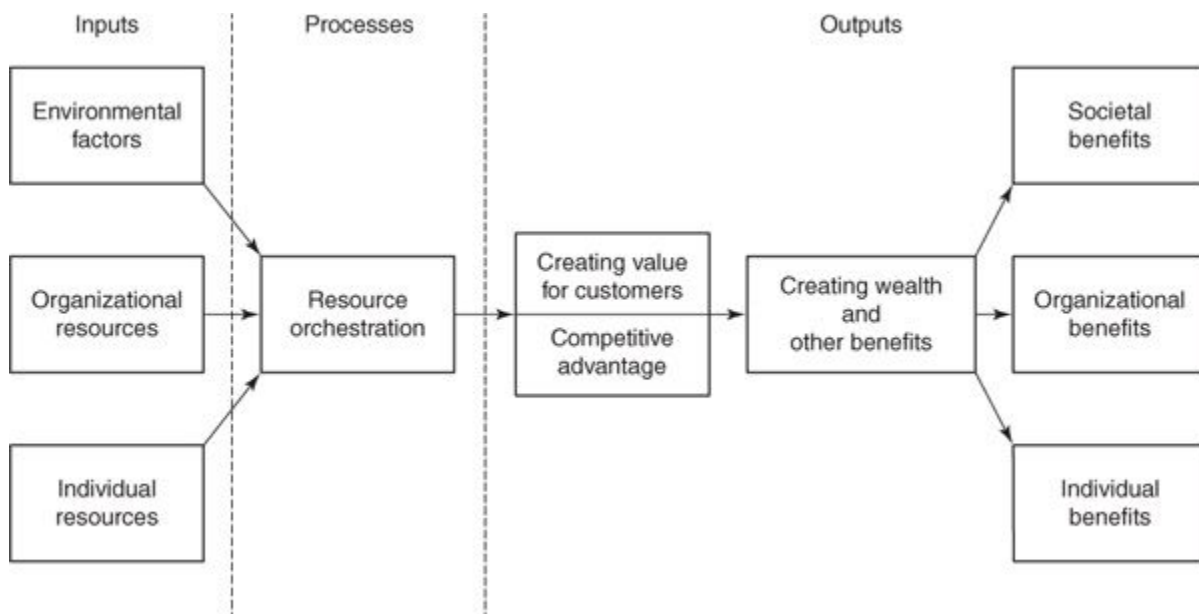 Inputs
Processes
Outputs
Environmental
factors
Organizational
resources
Individual
resources
Resource
orchestration
Creating value
for customers
Competitive
advantage
Creating wealth
and
other benefits
Societal
benefits
Organizational
benefits
Individual
benefits